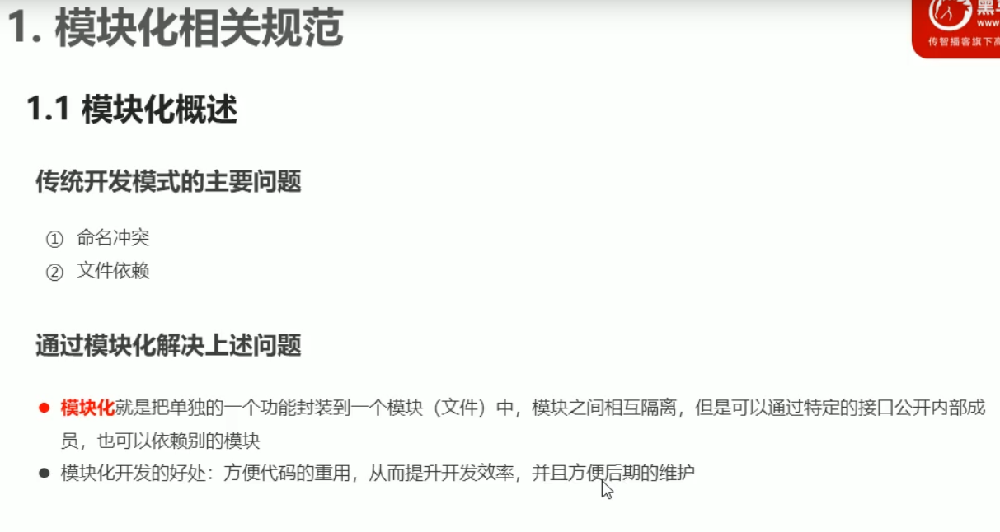 1. 模块化相关规范
1.1 模块化概述
传统开发模式的主要问题
① 命名冲突
② 文件依赖
通过模块化解决上述问题
● 模块化就是把单独的一个功能封装到一个模块（文件）中，模块之间相互隔离，但是可以通过特定的接口公开内部成
员，也可以依赖别的模块
● 模块化开发的好处：方便代码的重用，从而提升开发效率，并且方便后期的维护
黑
www
传智播客旗下高